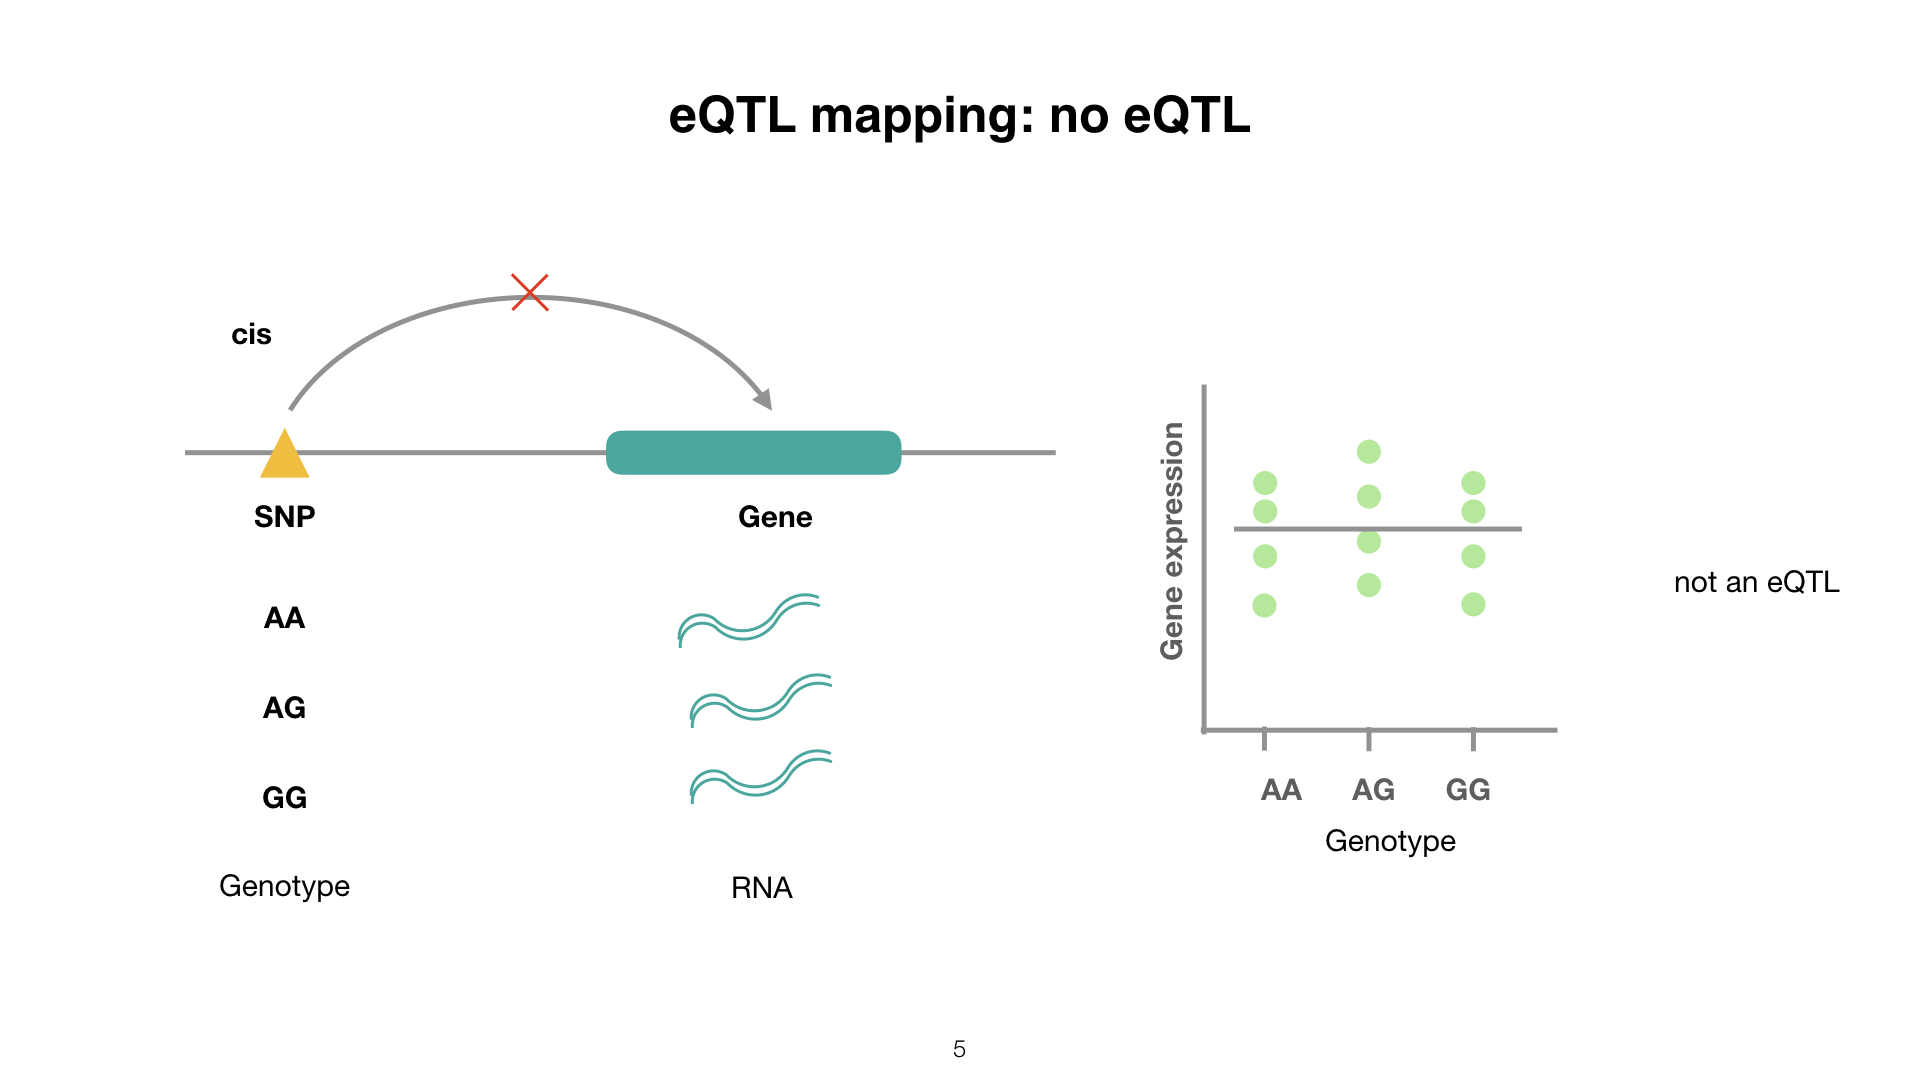 eQTL mapping: no eQTL
cis
SNP
Gene
AA
AG
GG
Genotype
RNA
Gene expression
AA AG GG
Genotype
not an eQTL
5